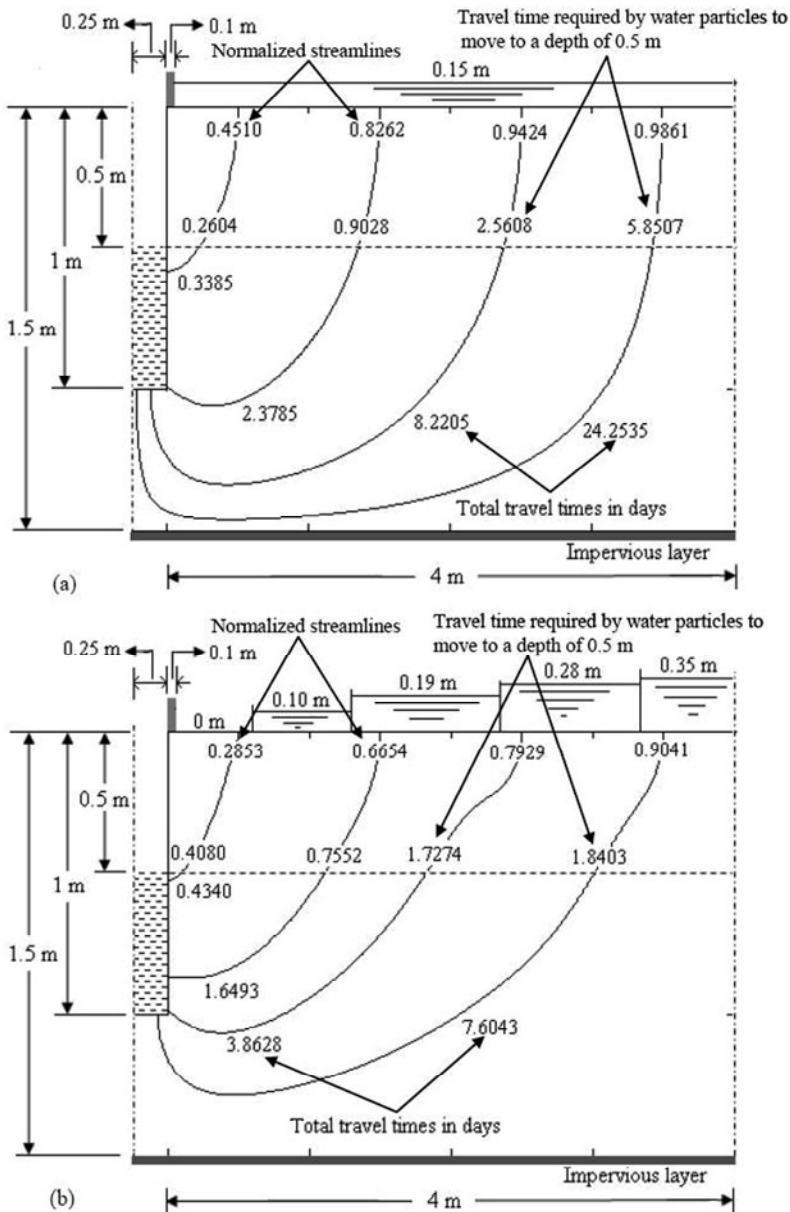 0.25 m
0.1 m
Normalized streamlines
Travel time required by water particles to
move to a depth of 0.5 m
0.15 m
0.4510
0.8262
0.9424
0.9861
0.5 m
0.2604
0.9028
2.5608
5.8507
1 m
0.3385
1.5 m
2.3785
8.2205
24.2535
Total travel times in days
Impervious layer
(a)
4 m
Normalized streamlines
Travel time required by water particles to
move to a depth of 0.5 m
0.25 m
0.1 m
0 m
0.10 m
0.19 m
0.28 m
0.35 m
0.2853
0.6654
0.7929
0.9041
0.5 m
0.4080
0.7552
1.7274
1.8403
1 m
0.4340
1.5 m
1.6493
3.8628
7.6043
Total travel times in days
Impervious layer
(b)
4 m